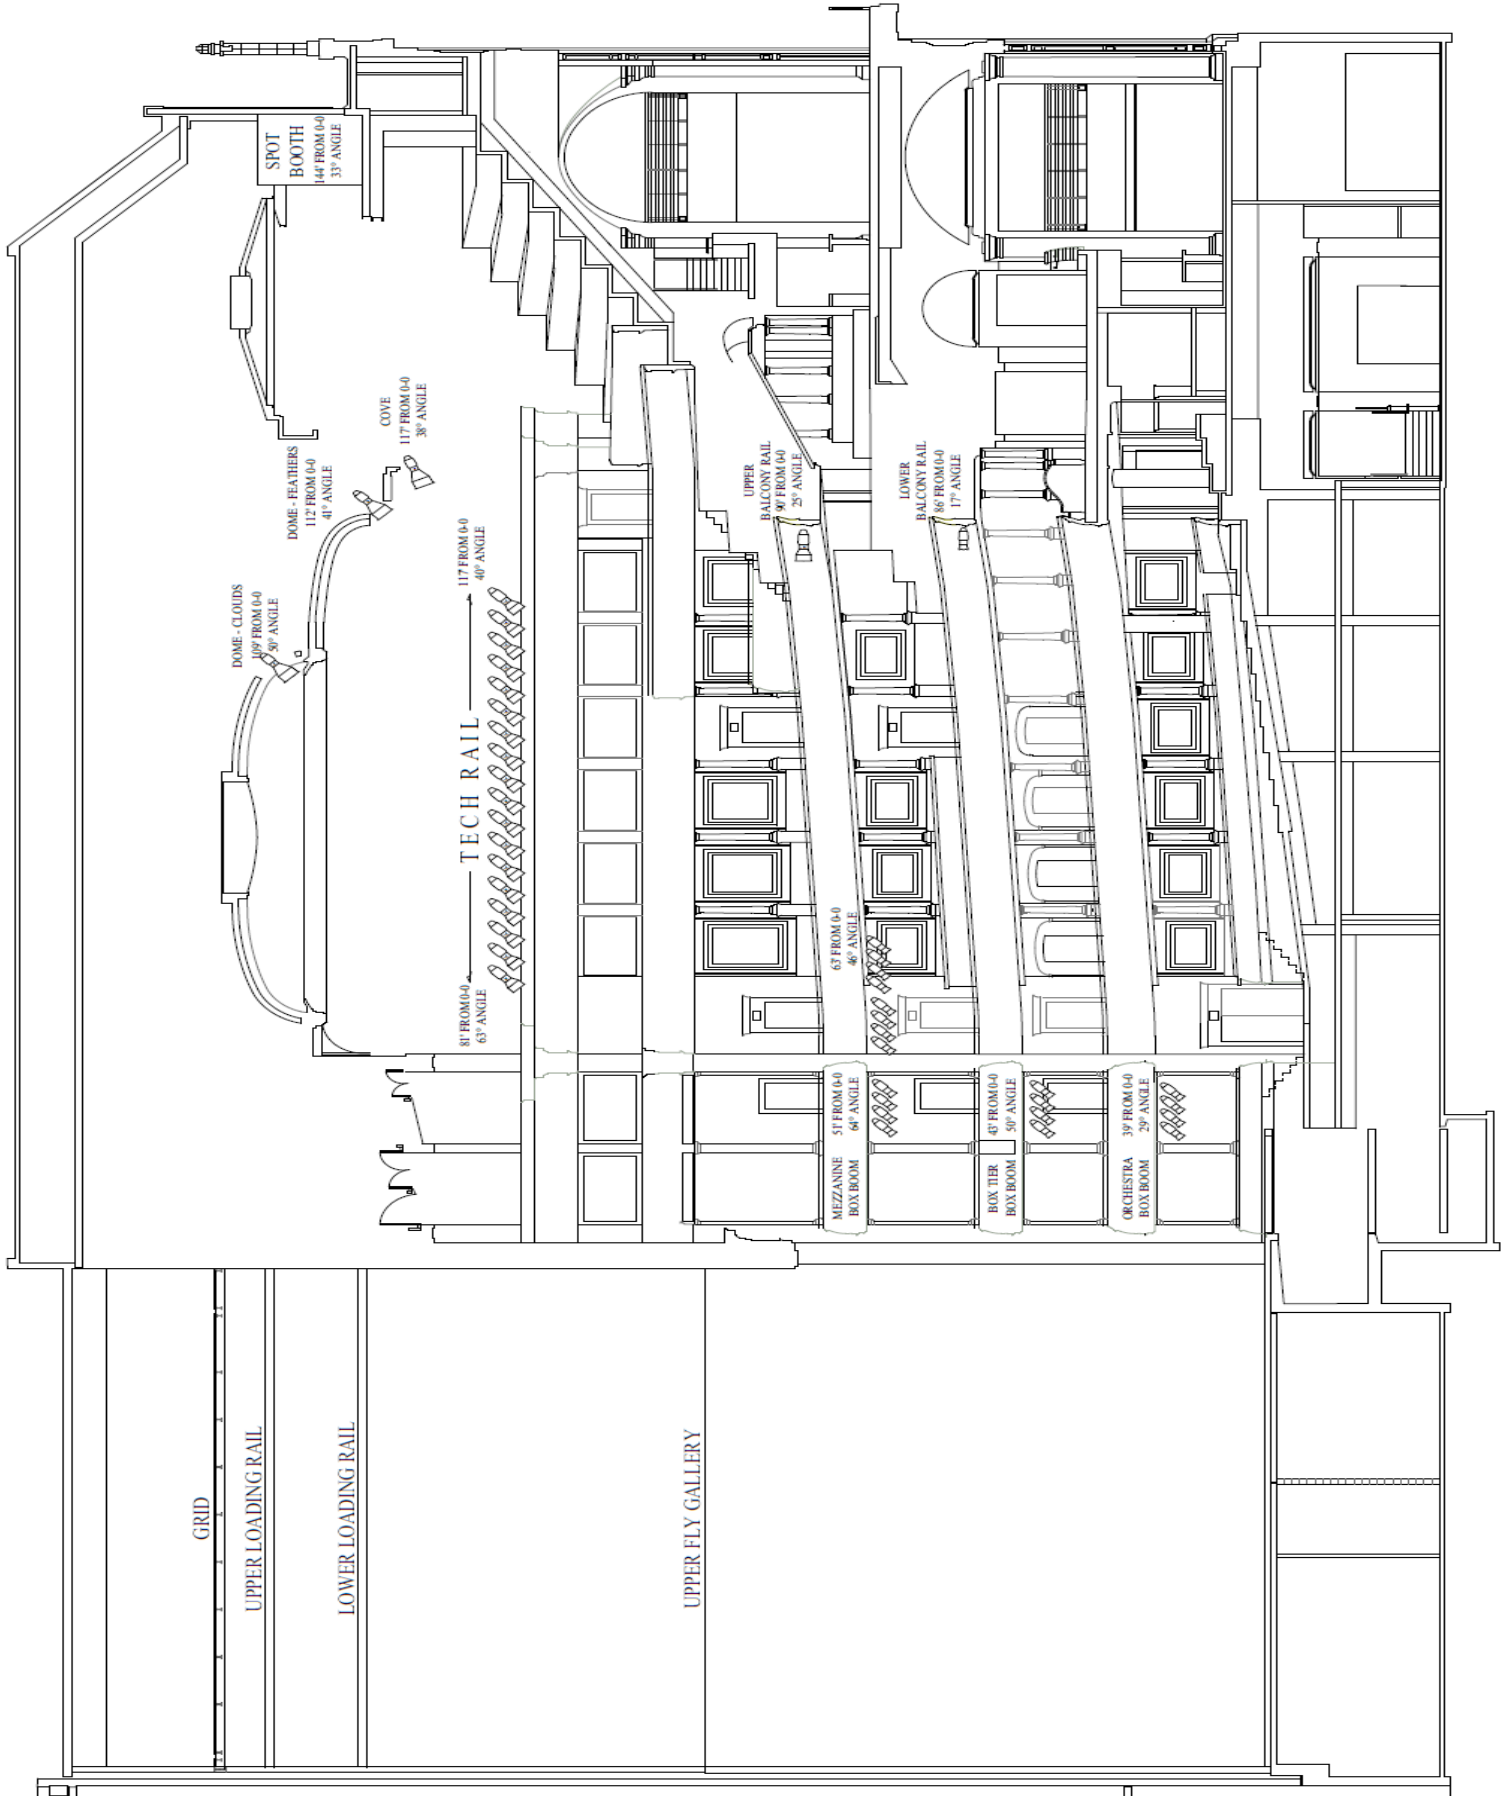 SPOT
BOOTH
144' FROM 0-0
33° ANGLE
COVE
117' FROM 0-0
38° ANGLE
DOME - FEATHERS
112' FROM 0-0
41° ANGLE
DOME - CLOUDS
109' FROM 0-0
50° ANGLE
117' FROM 0-0
40° ANGLE
TECH RAIL
81' FROM 0-0
63° ANGLE
UPPER
BALCONY RAIL
90' FROM 0-0
25° ANGLE
LOWER
BALCONY RAIL
86' FROM 0-0
17° ANGLE
63' FROM 0-0
46° ANGLE
MEZZANINE 51' FROM 0-0
BOX BOOM 64° ANGLE
BOX TIER 43' FROM 0-0
BOX BOOM 50° ANGLE
ORCHESTRA 39' FROM 0-0
BOX BOOM 29° ANGLE
GRID
UPPER LOADING RAIL
LOWER LOADING RAIL
UPPER FLY GALLERY